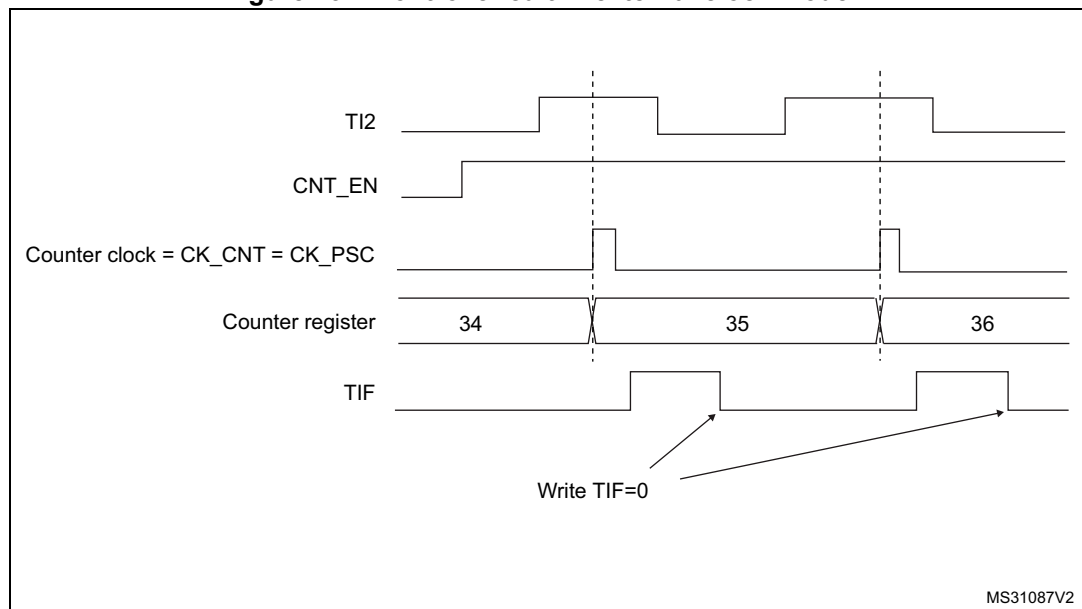 TI2
CNT_EN
Counter clock = CK_CNT = CK_PSC
Counter register
34
35
36
TIF
Write TIF=0
MS31087V2